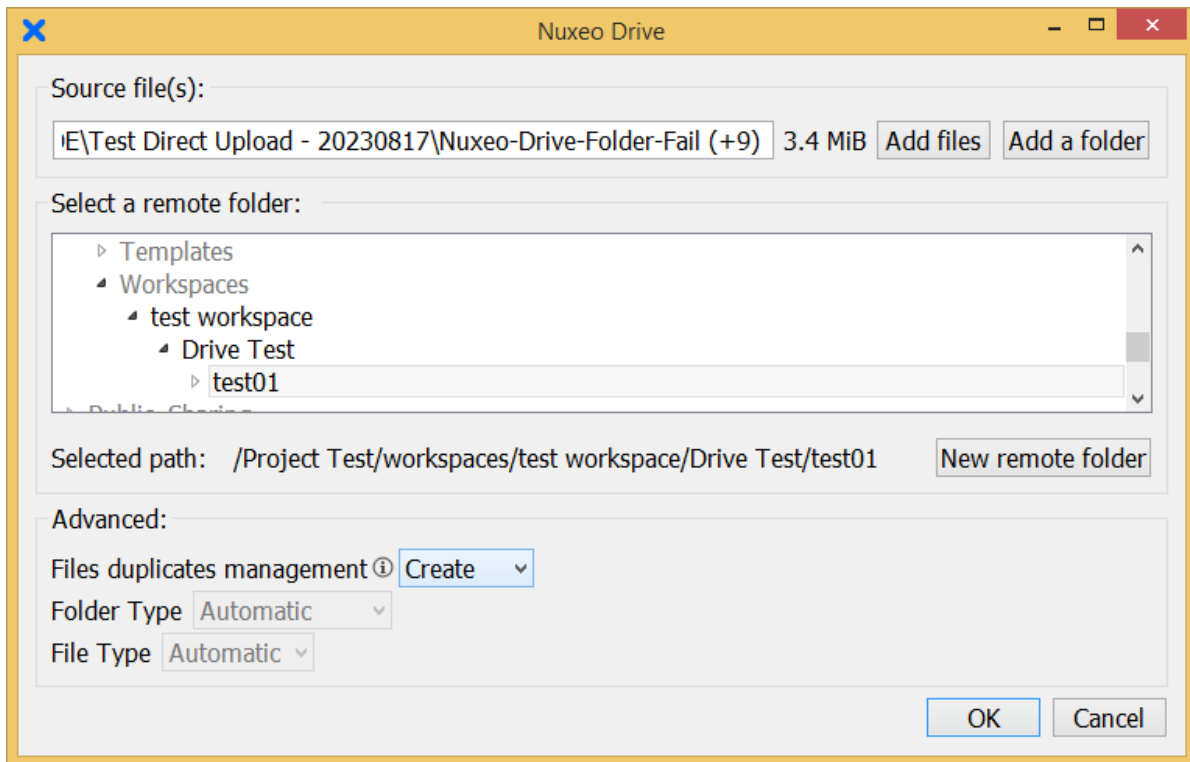 Nuxeo Drive
Source file(s):
E\Test Direct Upload - 20230817\Nuxeo-Drive-Folder-Fail (+9) 3.4 MiB Add files Add a folder
Select a remote folder:
Templates
Workspaces
test workspace
Drive Test
test01
Selected path: /Project Test/workspaces/test workspace/Drive Test/test01 New remote folder
Advanced:
Files duplicates management Create
Folder Type Automatic
File Type Automatic
OK Cancel